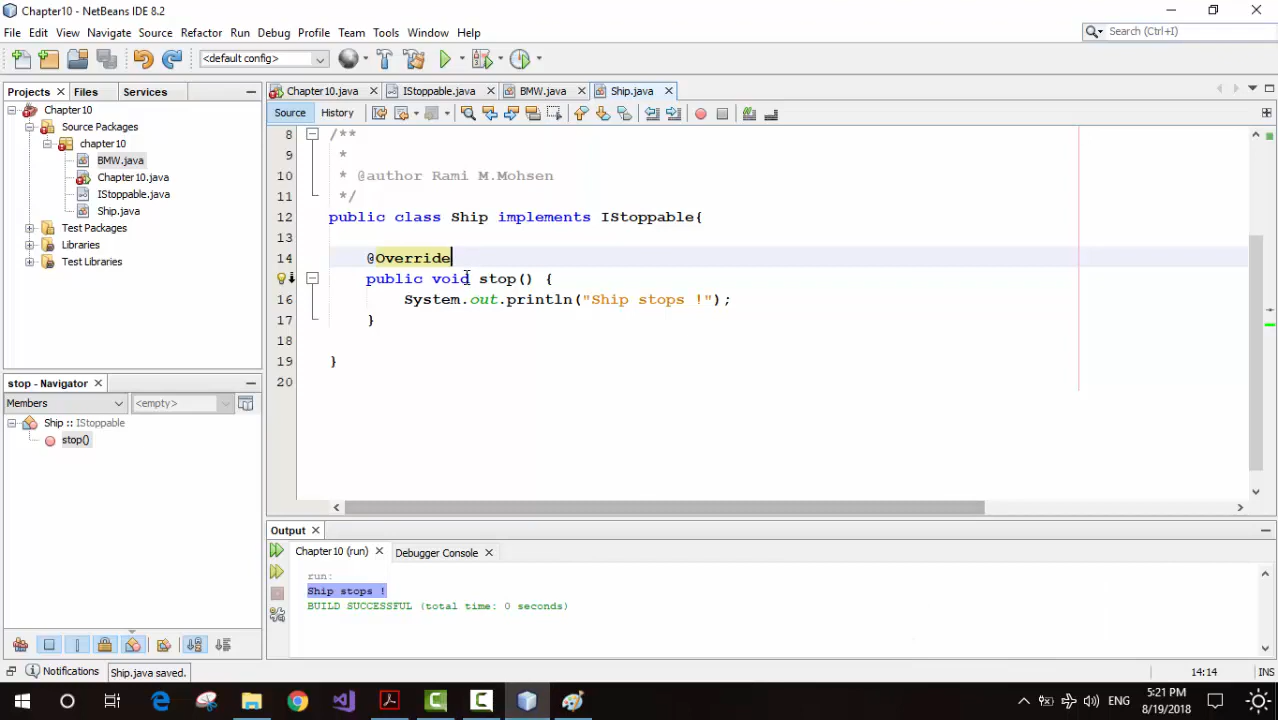 Chapter10 - NetBeans IDE 8.2
File Edit View Navigate Source Refactor Run Debug Profile Team Tools Window Help
Search (Ctrl+I)
<default config>
Projects Files Services
Chapter10.java IStoppable.java BMW.java Ship.java
Source History
Chapter10
Source Packages
chapter10
BMW.java
Chapter10.java
IStoppable.java
Ship.java
Test Packages
Libraries
Test Libraries
8 /**
9 *
10 * @author Rami M.Mohsen
11 */
12 public class Ship implements IStoppable{
13
14 @Override
public void stop() {
16 System.out.println("Ship stops !");
17 }
18
19 }
20
stop - Navigator
Members <empty>
Ship :: IStoppable
stop()
Output
Chapter10 (run) Debugger Console
run:
Ship stops !
BUILD SUCCESSFUL (total time: 0 seconds)
Notifications Ship.java saved. 14:14 INS
ENG 5:21 PM
8/19/2018